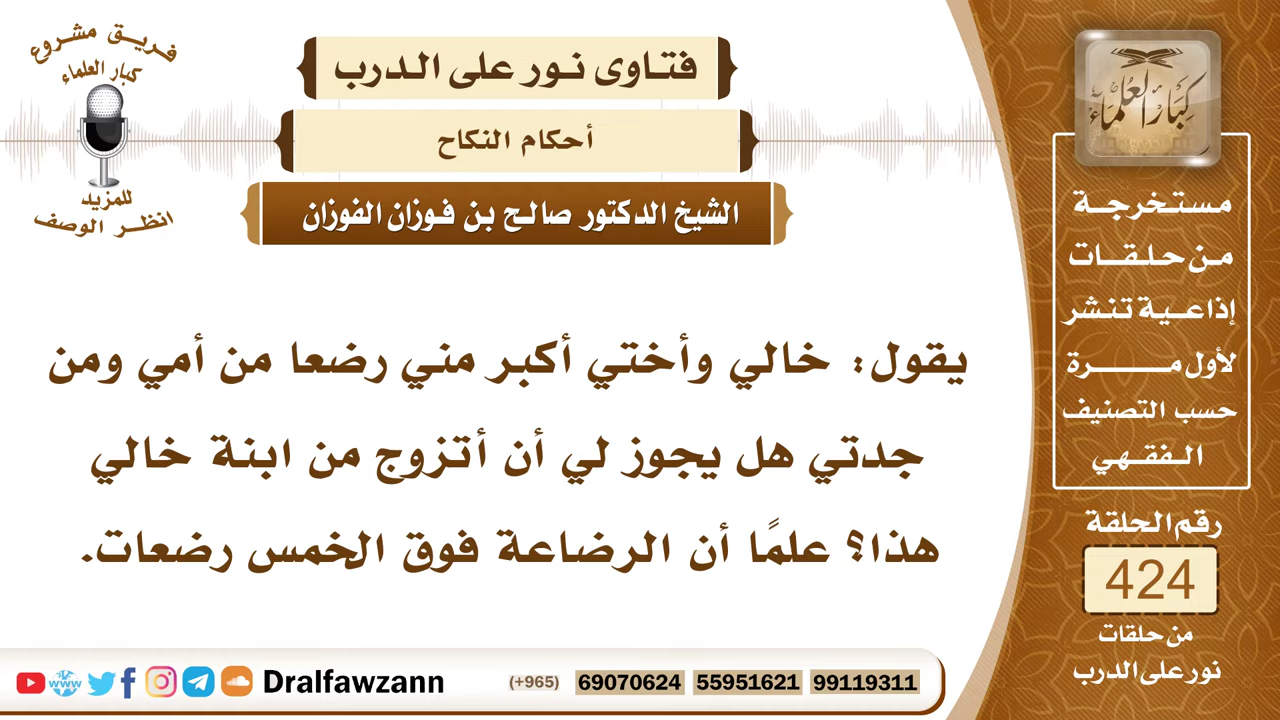 فريق مشروع
كبار العلماء
للمزيد
انظر الوصف
فتاوى نور على الدرب
أحكام النكاح
الشيخ الدكتور صالح بن فوزان الفوزان
يقول: خالي وأختي أكبر مني رضعا من أمي ومن
جدتي هل يجوز لي أن أتزوج من ابنة خالي
هذا؟ علمًا أن الرضاعة فوق الخمس رضعات.
كبار العلماء
مستخرجة
من حلقات
إذاعية تنشر
لأول مرة
حسب التصنيف
الفقهي
رقم الحلقة
424
من حلقات
نور على الدرب
www
Dralfawzann
(+965) 69070624 55951621 99119311